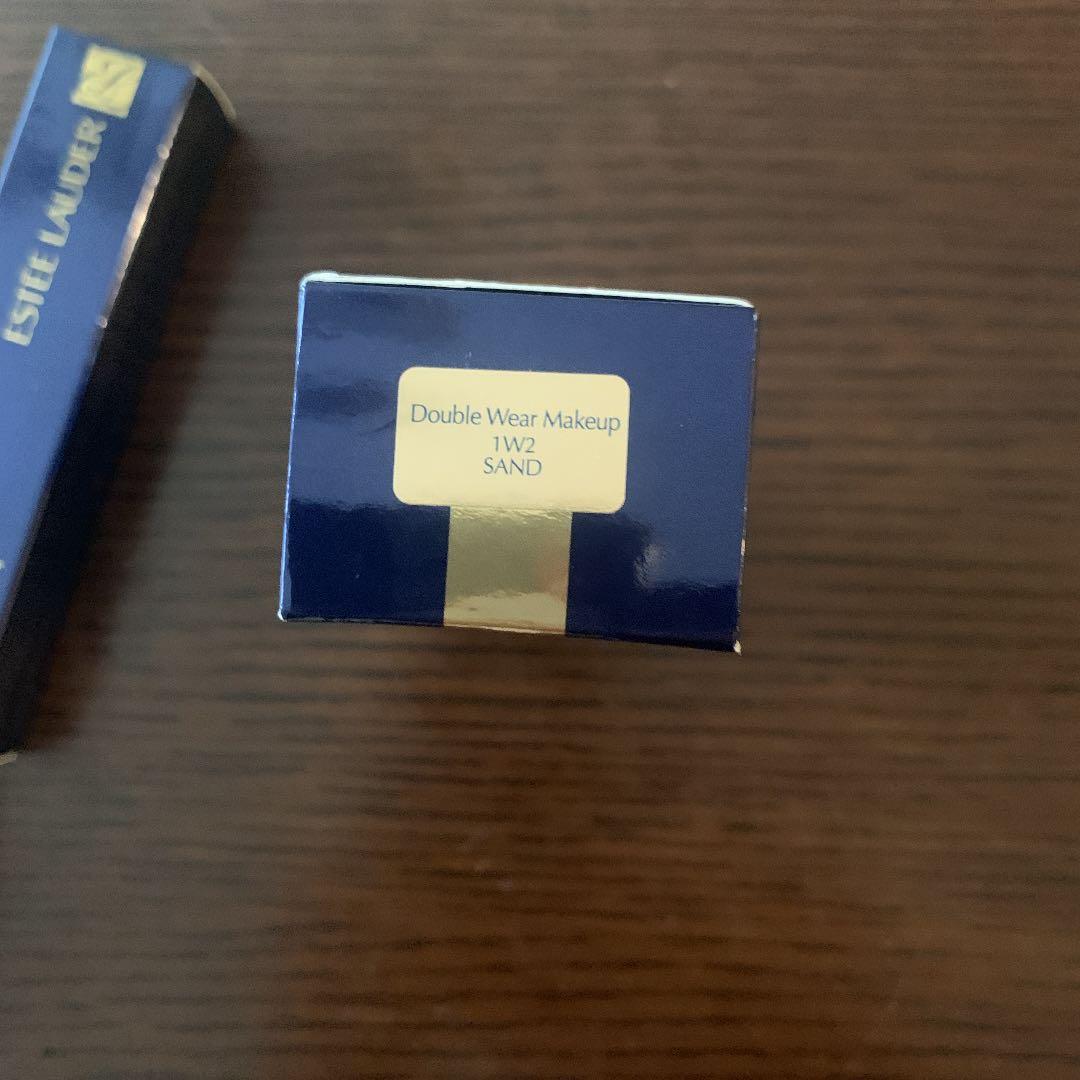 ESTEE LAUDER
Double Wear Makeup
1W2
SAND